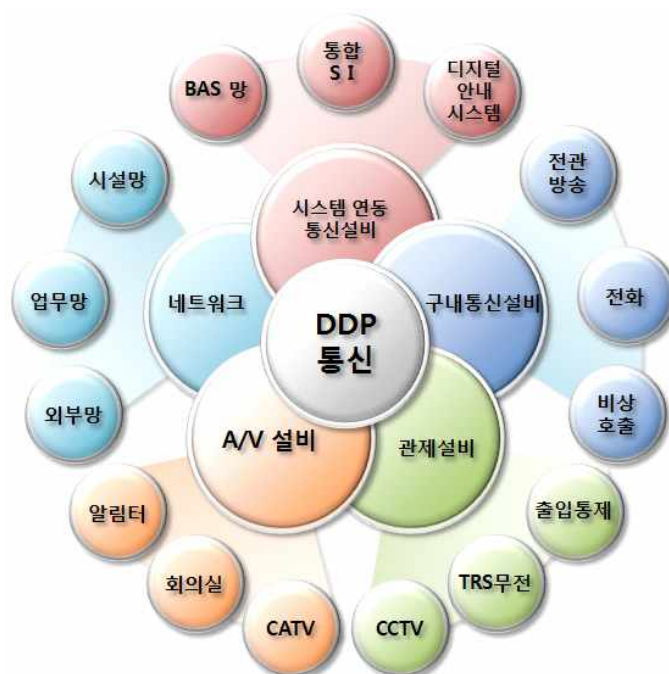 통합
S I
BAS 망
디지털
안내
시스템
시설망
전관
방송
시스템 연동
통신설비
업무망
네트워크
구내통신설비
전화
DDP
통신
외부망
비상
호출
A/V 설비
관제설비
알림터
출입통제
회의실
TRS무전
CATV
CCTV